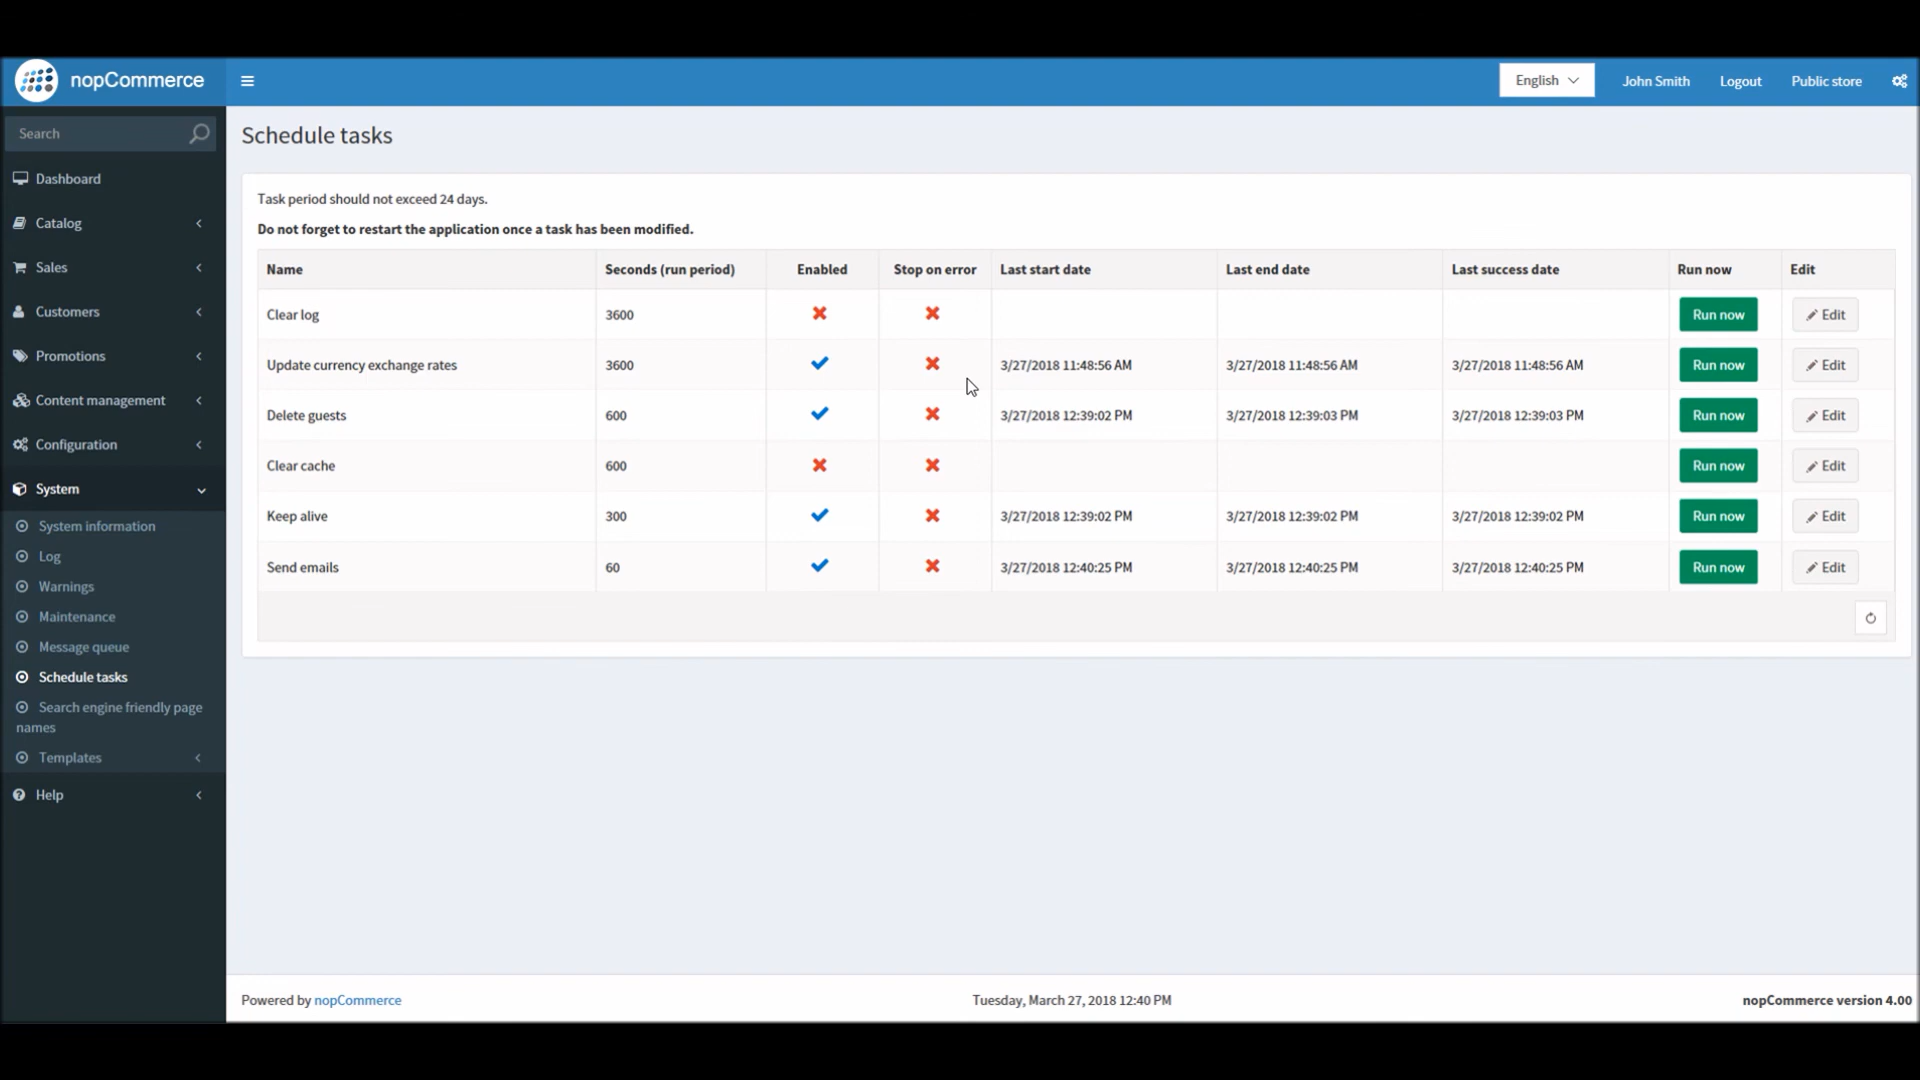 nopCommerce
English
John Smith
Logout
Public store
Search
Dashboard
Catalog
Sales
Customers
Promotions
Content management
Configuration
System
System information
Log
Warnings
Maintenance
Message queue
Schedule tasks
Search engine friendly page
names
Templates
Help
Schedule tasks
Task period should not exceed 24 days.
Do not forget to restart the application once a task has been modified.
Name Seconds (run period) Enabled Stop on error Last start date Last end date Last success date Run now Edit
Clear log 3600 Run now Edit
Update currency exchange rates 3600 3/27/2018 11:48:56 AM 3/27/2018 11:48:56 AM 3/27/2018 11:48:56 AM Run now Edit
Delete guests 600 3/27/2018 12:39:02 PM 3/27/2018 12:39:03 PM 3/27/2018 12:39:03 PM Run now Edit
Clear cache 600 Run now Edit
Keep alive 300 3/27/2018 12:39:02 PM 3/27/2018 12:39:02 PM 3/27/2018 12:39:02 PM Run now Edit
Send emails 60 3/27/2018 12:40:25 PM 3/27/2018 12:40:25 PM 3/27/2018 12:40:25 PM Run now Edit
Powered by nopCommerce Tuesday, March 27, 2018 12:40 PM nopCommerce version 4.00